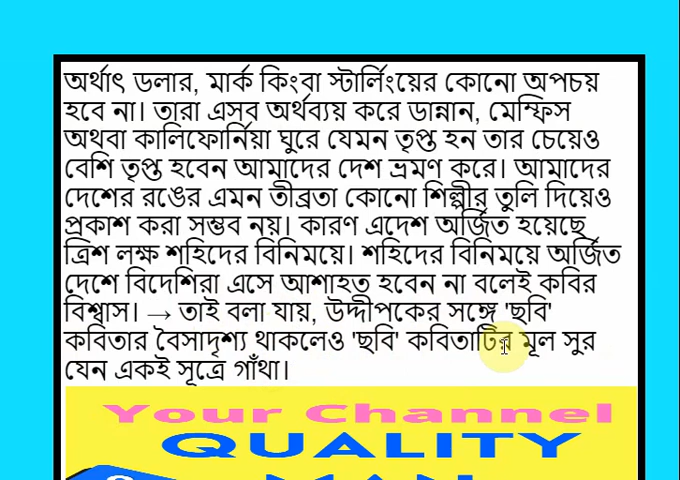 অর্থাৎ ডলার, মার্ক কিংবা স্টার্লিংয়ের কোনো অপচয়
হবে না। তারা এসব অর্থব্যয় করে ডান্নান, মেম্ফিস
অথবা কালিফোর্নিয়া ঘুরে যেমন তৃপ্ত হন তার চেয়েও
বেশি তৃপ্ত হবেন আমাদের দেশ ভ্রমণ করে। আমাদের
দেশের রঙের এমন তীব্রতা কোনো শিল্পীর তুলি দিয়েও
প্রকাশ করা সম্ভব নয়। কারণ এদেশ অর্জিত হয়েছে
ত্রিশ লক্ষ শহিদের বিনিময়ে। শহিদের বিনিময়ে অর্জিত
দেশে বিদেশিরা এসে আশাহত হবেন না বলেই কবির
বিশ্বাস। → তাই বলা যায়, উদ্দীপকের সঙ্গে 'ছবি'
কবিতার বৈসাদৃশ্য থাকলেও 'ছবি' কবিতাটির মূল সুর
যেন একই সূত্রে গাঁথা।
Your Channel
QUALITY